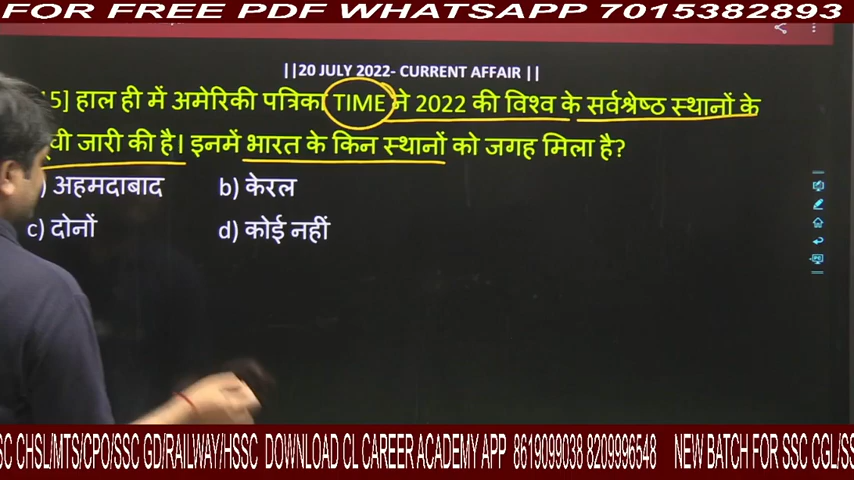 FOR FREE PDF WHATSAPP 7015382893
||20 JULY 2022- CURRENT AFFAIR ||
5] हाल ही में अमेरिकी पत्रिका TIME ने 2022 की विश्व के सर्वश्रेष्ठ स्थानों के
जारी की है। इनमें भारत के किन स्थानों को जगह मिला है?
) अहमदाबाद b) केरल
c) दोनों d) कोई नहीं
SC CHSL/MTS/CPO/SSC GD/RAILWAY/HSSC DOWNLOAD CL CAREER ACADEMY APP 8619099038 8209996548 NEW BATCH FOR SSC CGL/SS